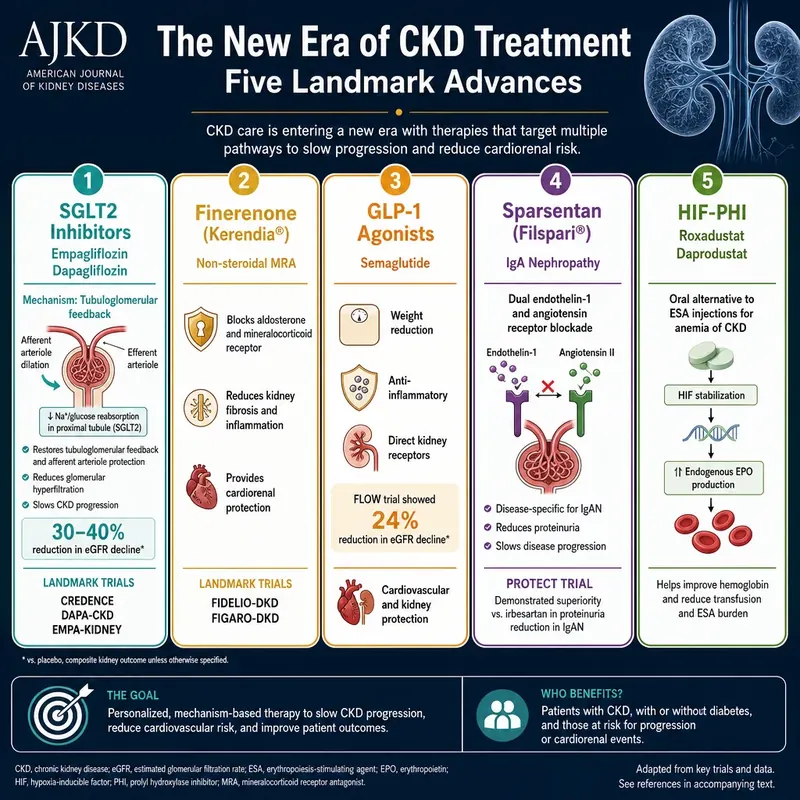 AJKD
AMERICAN JOURNAL
OF KIDNEY DISEASES
The New Era of CKD Treatment
Five Landmark Advances
CKD care is entering a new era with therapies that target multiple
pathways to slow progression and reduce cardiorenal risk.
1
SGLT2
Inhibitors
Empagliflozin
Dapagliflozin
Mechanism: Tubuloglomerular
feedback
Afferent
arteriole
dilation
Efferent
arteriole
↓ Na⁺/glucose reabsorption
in proximal tubule (SGLT2)
Restores tubuloglomerular feedback
and afferent arteriole protection
Reduces glomerular
hyperfiltration
Slows CKD progression
30–40%
reduction in eGFR decline*
LANDMARK TRIALS
CREDENCE
DAPA-CKD
EMPA-KIDNEY
2
Finerenone
(Kerendia®)
Non-steroidal MRA
Blocks aldosterone
and mineralocorticoid
receptor
Reduces kidney
fibrosis and
inflammation
Provides
cardiorenal
protection
LANDMARK TRIALS
FIDELIO-DKD
FIGARO-DKD
3
GLP-1
Agonists
Semaglutide
Weight
reduction
Anti-
inflammatory
Direct kidney
receptors
FLOW trial showed
24%
reduction in eGFR decline*
Cardiovascular
and kidney
protection
4
Sparsentan
(Filspari®)
IgA Nephropathy
Dual endothelin-1
and angiotensin
receptor blockade
Endothelin-1
Angiotensin II
Disease-specific for IgAN
Reduces proteinuria
Slows disease progression
PROTECT TRIAL
Demonstrated superiority
vs. irbesartan in proteinuria
reduction in IgAN
5
HIF-PHI
Roxadustat
Daprodustat
Oral alternative to
ESA injections for
anemia of CKD
HIF stabilization
↑↑ Endogenous EPO
production
Helps improve hemoglobin
and reduce transfusion
and ESA burden
* vs. placebo, composite kidney outcome unless otherwise specified.
THE GOAL
Personalized, mechanism-based therapy to slow CKD progression,
reduce cardiovascular risk, and improve patient outcomes.
WHO BENEFITS?
Patients with CKD, with or without diabetes,
and those at risk for progression
or cardiorenal events.
CKD, chronic kidney disease; eGFR, estimated glomerular filtration rate; ESA, erythropoiesis-stimulating agent; EPO, erythropoietin;
HIF, hypoxia-inducible factor; PHI, prolyl hydroxylase inhibitor; MRA, mineralocorticoid receptor antagonist.
Adapted from key trials and data.
See references in accompanying text.